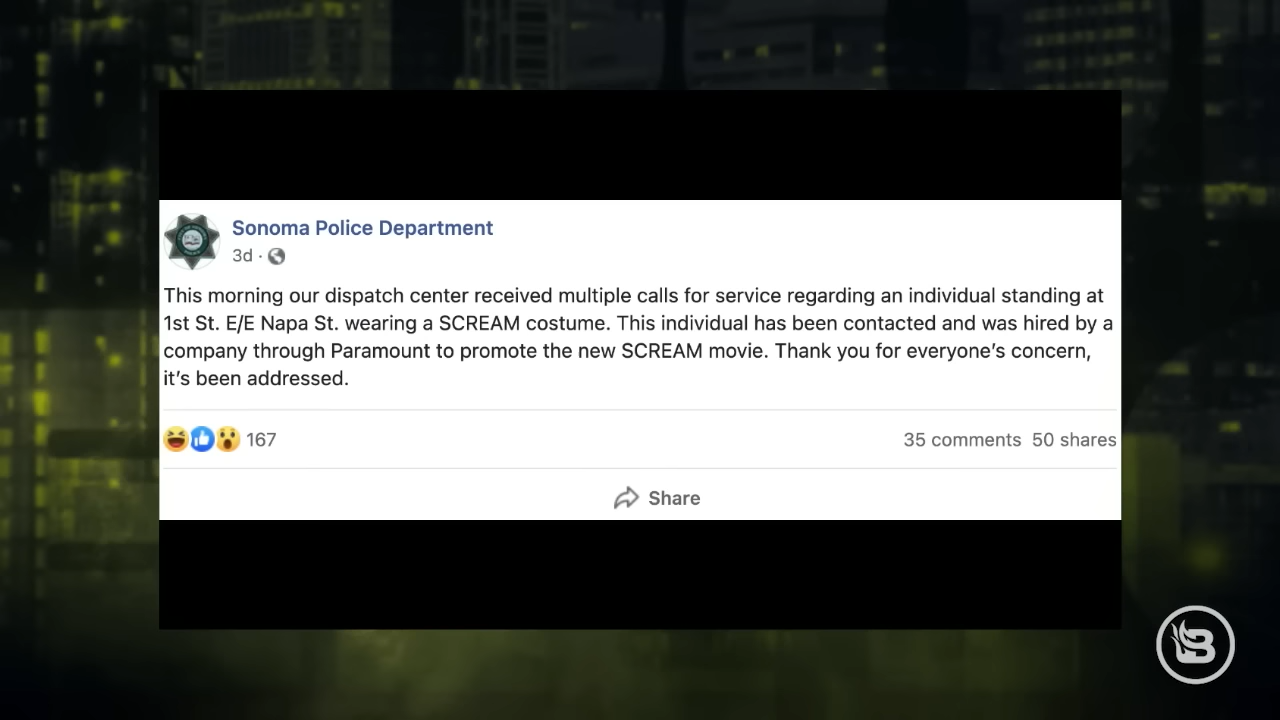 Sonoma Police Department
3d ·
This morning our dispatch center received multiple calls for service regarding an individual standing at
1st St. E/E Napa St. wearing a SCREAM costume. This individual has been contacted and was hired by a
company through Paramount to promote the new SCREAM movie. Thank you for everyone’s concern,
it’s been addressed.
167 35 comments 50 shares
Share
B